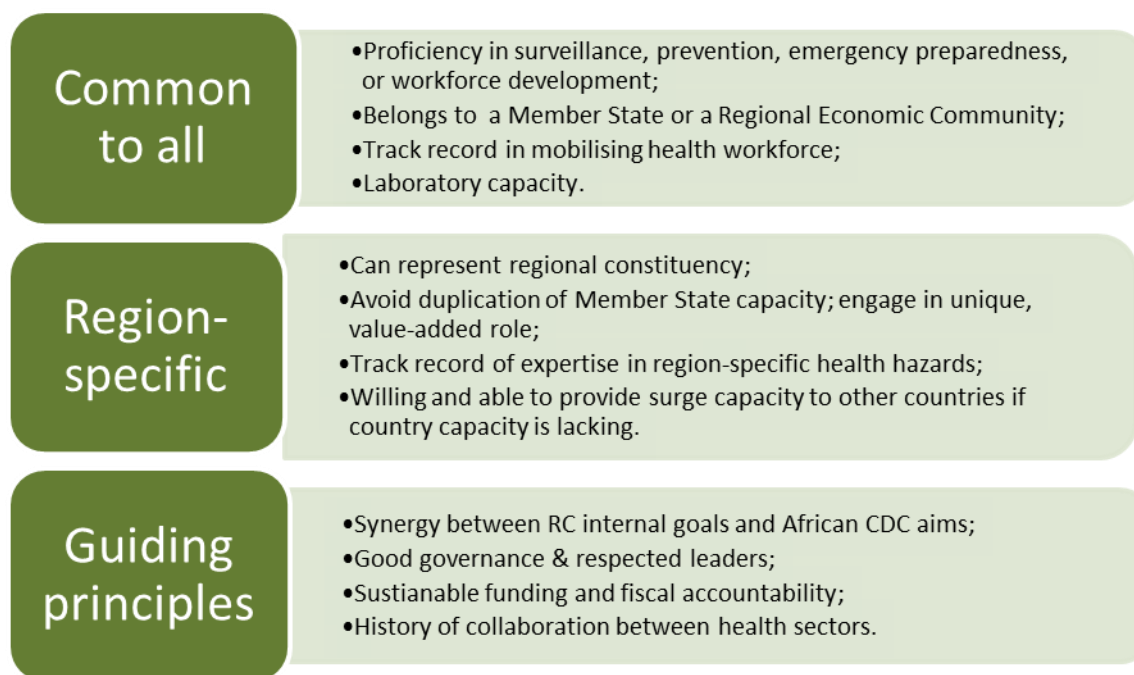 Common
to all
•Proficiency in surveillance, prevention, emergency preparedness,
or workforce development;
•Belongs to a Member State or a Regional Economic Community;
•Track record in mobilising health workforce;
•Laboratory capacity.
Region-
specific
•Can represent regional constituency;
•Avoid duplication of Member State capacity; engage in unique,
value-added role;
•Track record of expertise in region-specific health hazards;
•Willing and able to provide surge capacity to other countries if
country capacity is lacking.
Guiding
principles
•Synergy between RC internal goals and African CDC aims;
•Good governance & respected leaders;
•Sustianable funding and fiscal accountability;
•History of collaboration between health sectors.